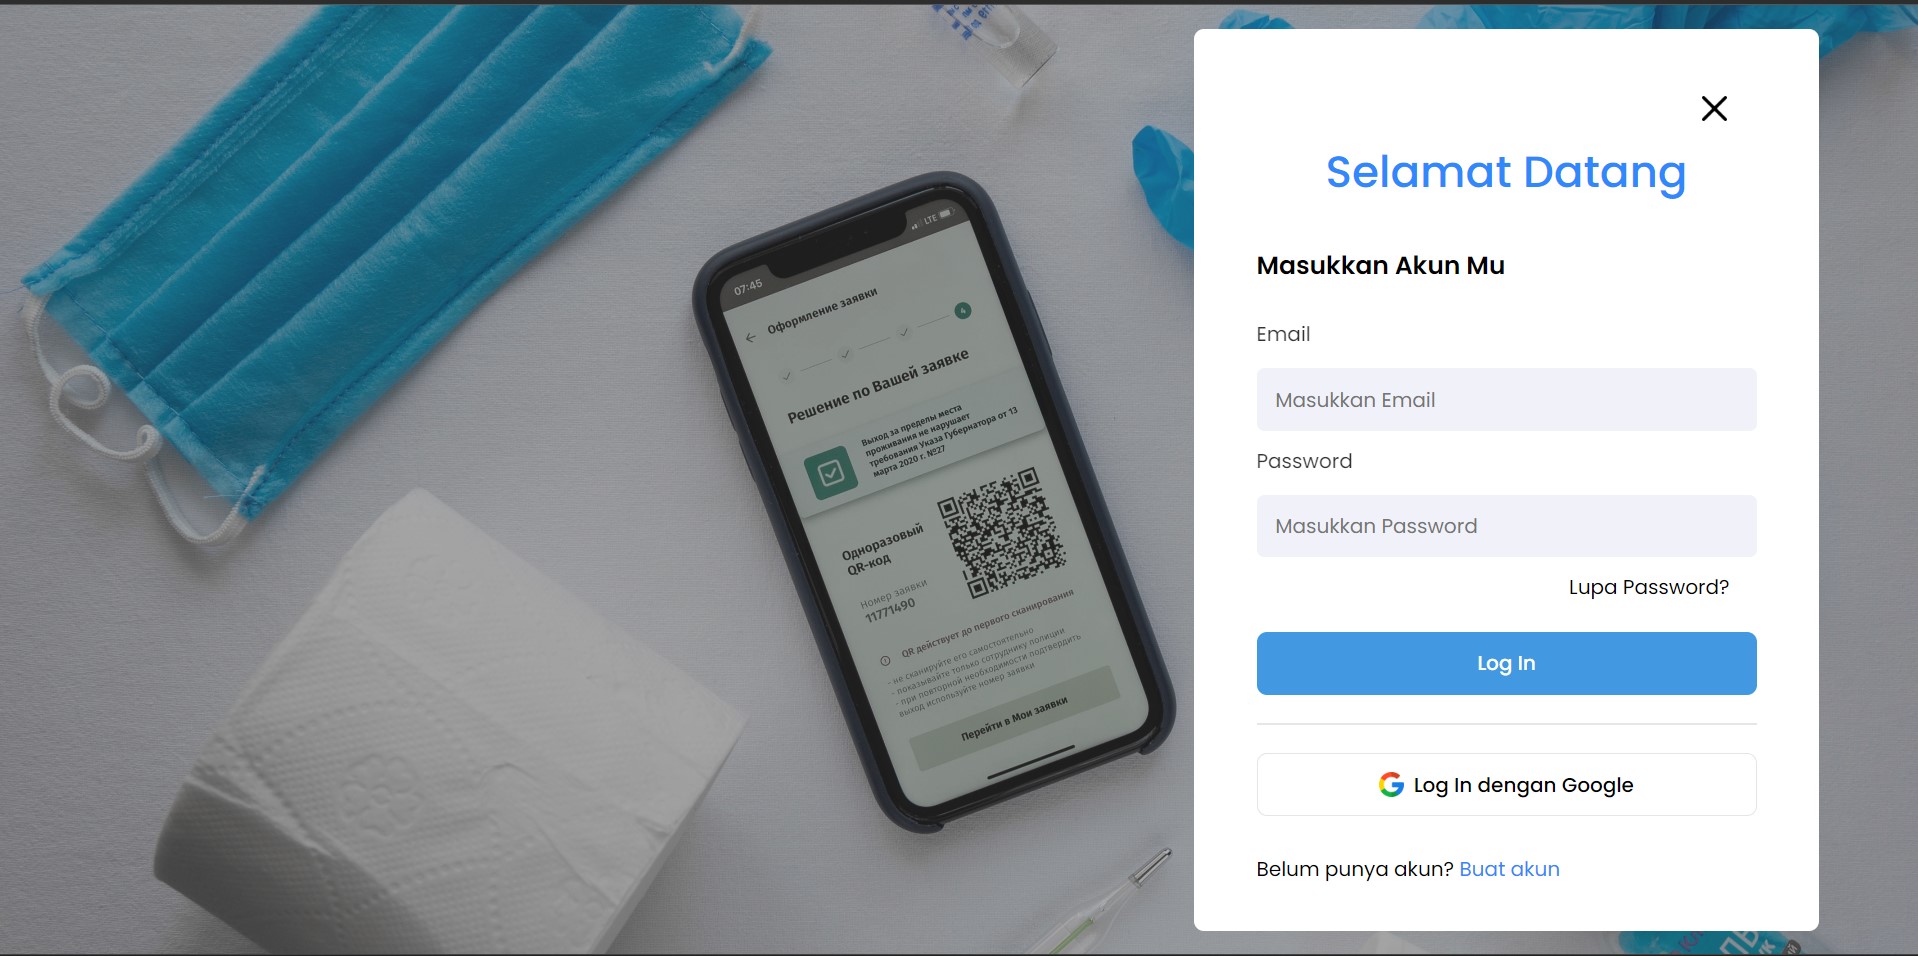 07:45
LTE
Оформление заявки
4
Решение по Вашей заявке
Выход за пределы места
проживания не нарушает
требования Указа Губернатора от 13
марта 2020 г. №27
Одноразовый
QR-код
Номер заявки
11771490
QR действует до первого сканирования
- не сканируйте его самостоятельно
- показывайте только сотруднику полиции
- при повторной необходимости подтвердить
выход используйте номер заявки
Перейти в Мои заявки
Selamat Datang
Masukkan Akun Mu
Email
Masukkan Email
Password
Masukkan Password
Lupa Password?
Log In
Log In dengan Google
Belum punya akun? Buat akun